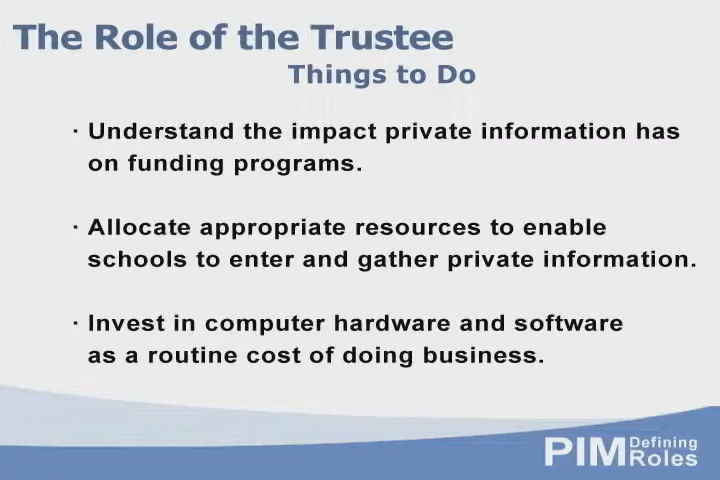 The Role of the Trustee
Things to Do
· Understand the impact private information has
on funding programs.
· Allocate appropriate resources to enable
schools to enter and gather private information.
· Invest in computer hardware and software
as a routine cost of doing business.
PIM Defining
Roles